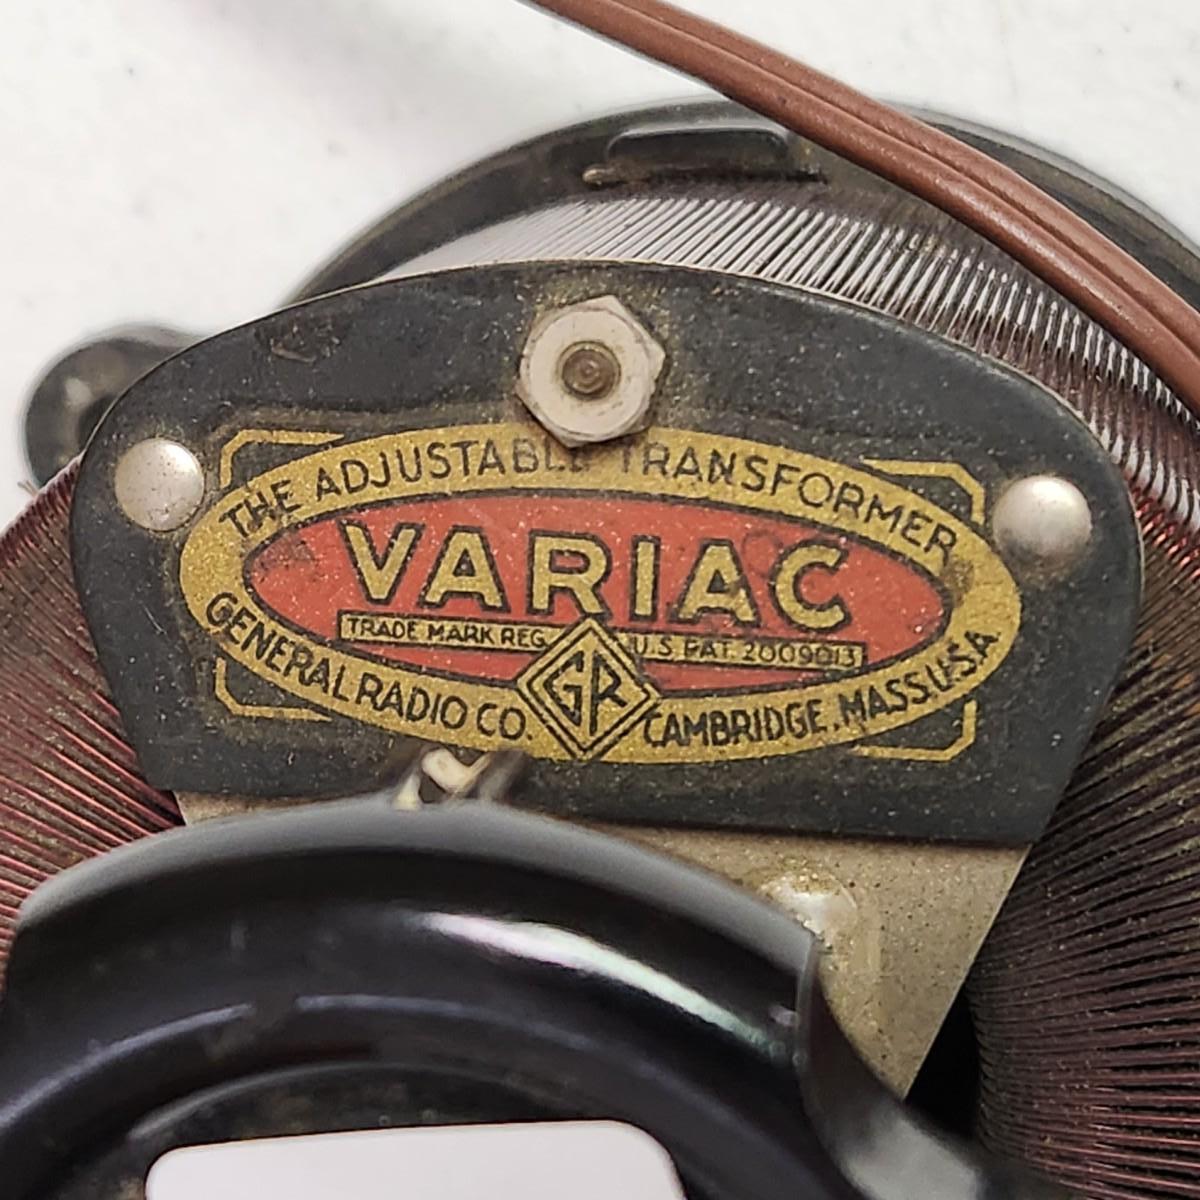 THE ADJUSTABLE TRANSFORMER
VARIAC
TRADE MARK REG. U.S. PAT. 2009013
GR
GENERAL RADIO CO. CAMBRIDGE, MASS.U.S.A.